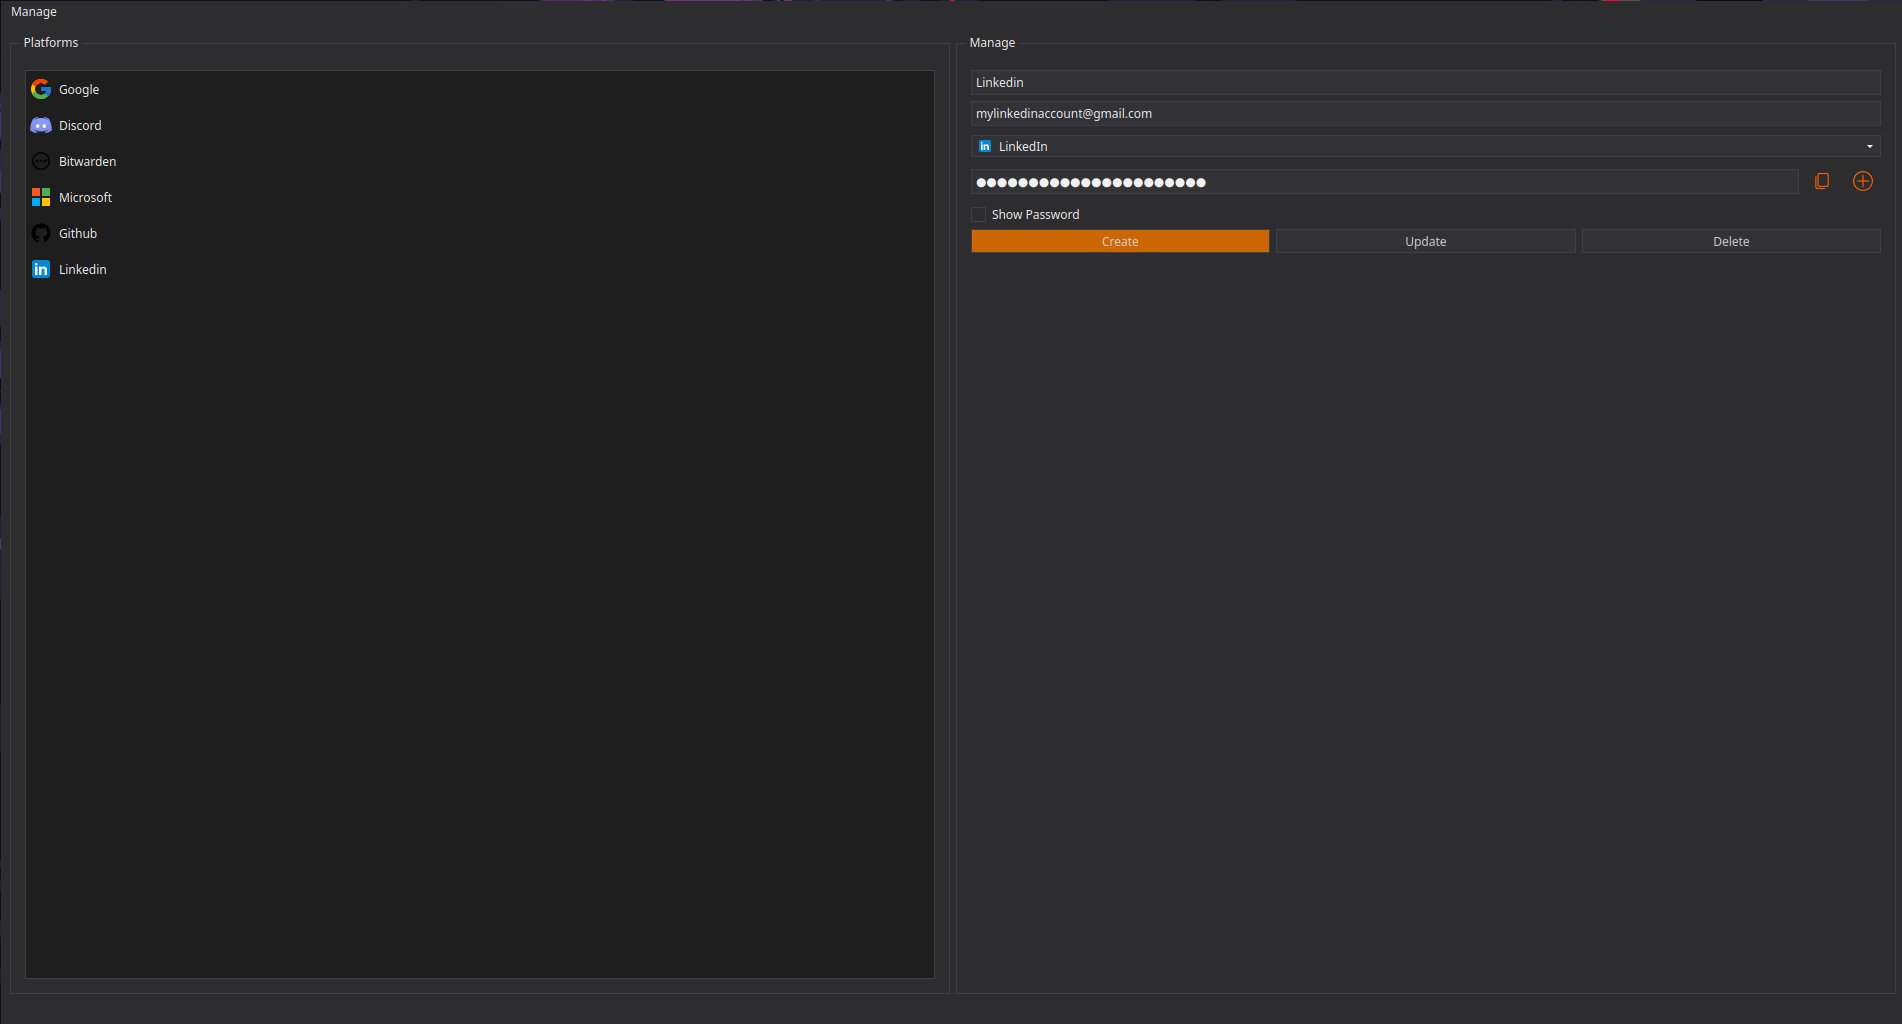 Manage
Platforms
Google
Discord
Bitwarden
Microsoft
Github
Linkedin
Manage
Linkedin
mylinkedinaccount@gmail.com
LinkedIn
●●●●●●●●●●●●●●●●●●●●●●
Show Password
Create Update Delete